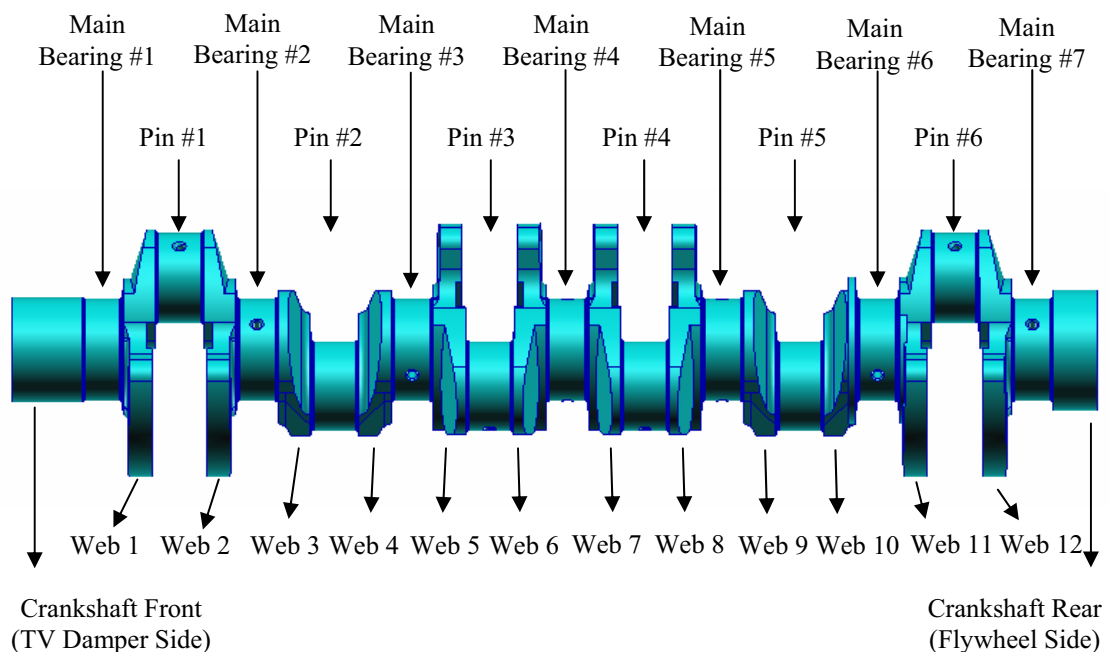 Main
Bearing #1
Main
Bearing #2
Main
Bearing #3
Main
Bearing #4
Main
Bearing #5
Main
Bearing #6
Main
Bearing #7
Pin #1
Pin #2
Pin #3
Pin #4
Pin #5
Pin #6
Web 1
Web 2
Web 3
Web 4
Web 5
Web 6
Web 7
Web 8
Web 9
Web 10
Web 11
Web 12
Crankshaft Front
(TV Damper Side)
Crankshaft Rear
(Flywheel Side)